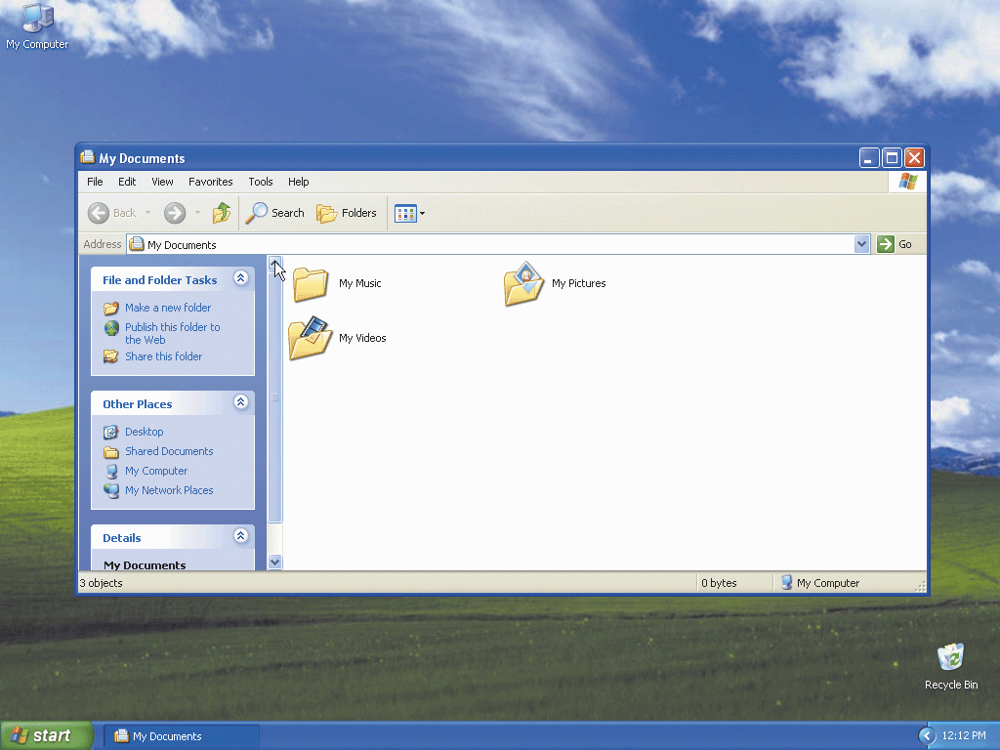 My Computer
My Documents
File Edit View Favorites Tools Help
Back Search Folders
Address My Documents Go
File and Folder Tasks
Make a new folder
Publish this folder to
the Web
Share this folder
Other Places
Desktop
Shared Documents
My Computer
My Network Places
Details
My Documents
My Music
My Pictures
My Videos
3 objects 0 bytes My Computer
Recycle Bin
start My Documents 12:12 PM